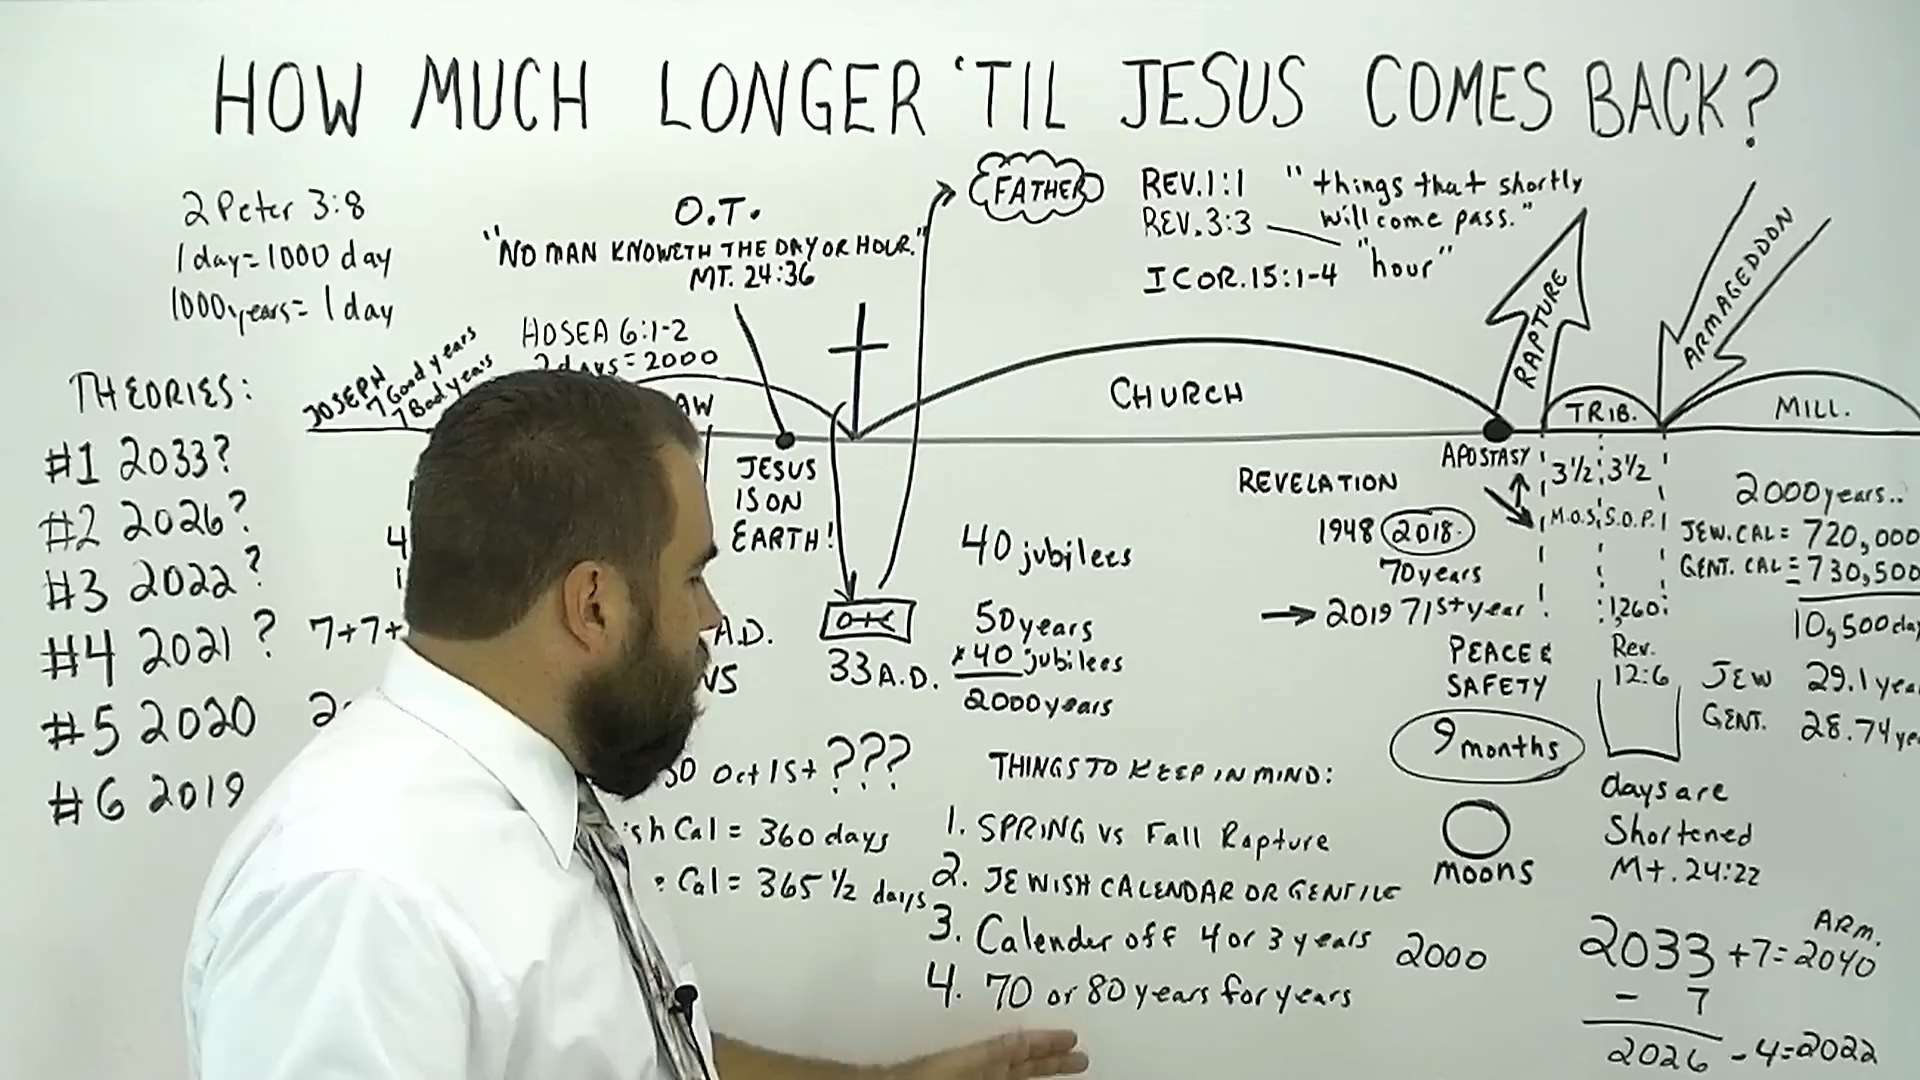 HOW MUCH LONGER 'TIL JESUS COMES BACK?
2 Peter 3:8
1 day = 1000 day
1000 years = 1 day
O.T.
"NO MAN KNOWETH THE DAY OR HOUR."
MT. 24:36
FATHER
REV. 1:1 "things that shortly
will come pass."
REV. 3:3 "hour"
I COR. 15:1-4
RAPTURE
ARMAGEDDON
HOSEA 6:1-2
2 days = 2000
JOSEPH
7 Good years
7 Bad years
THEORIES:
#1 2033?
#2 2026?
#3 2022?
#4 2021?
#5 2020
#6 2019
7+7+
CHURCH
TRIB.
MILL.
JESUS
IS ON
EARTH!
33 A.D.
A.D.
40 jubilees
50 years
x 40 jubilees
2000 years
APOSTASY
3 1/2 3 1/2
M.O.S. S.O.P.
REVELATION
1948 2018
70 years
→ 2019 71st year!
1,260
Rev.
12:6
PEACE &
SAFETY
9 months
moons
days are
Shortened
Mt. 24:22
2000 years..
JEW. CAL = 720,000
GENT. CAL = 730,500
10,500 day
JEW 29.1 yea
GENT. 28.74 ye
Oct 1st ???
sh Cal = 360 days
Cal = 365 1/2 days
THINGS TO KEEP IN MIND:
1. SPRING vs Fall Rapture
2. JEWISH CALENDAR OR GENTILE
3. Calender off 4 or 3 years 2000
4. 70 or 80 years for years
ARM.
2033 + 7 = 2040
- 7
2026 - 4 = 2022